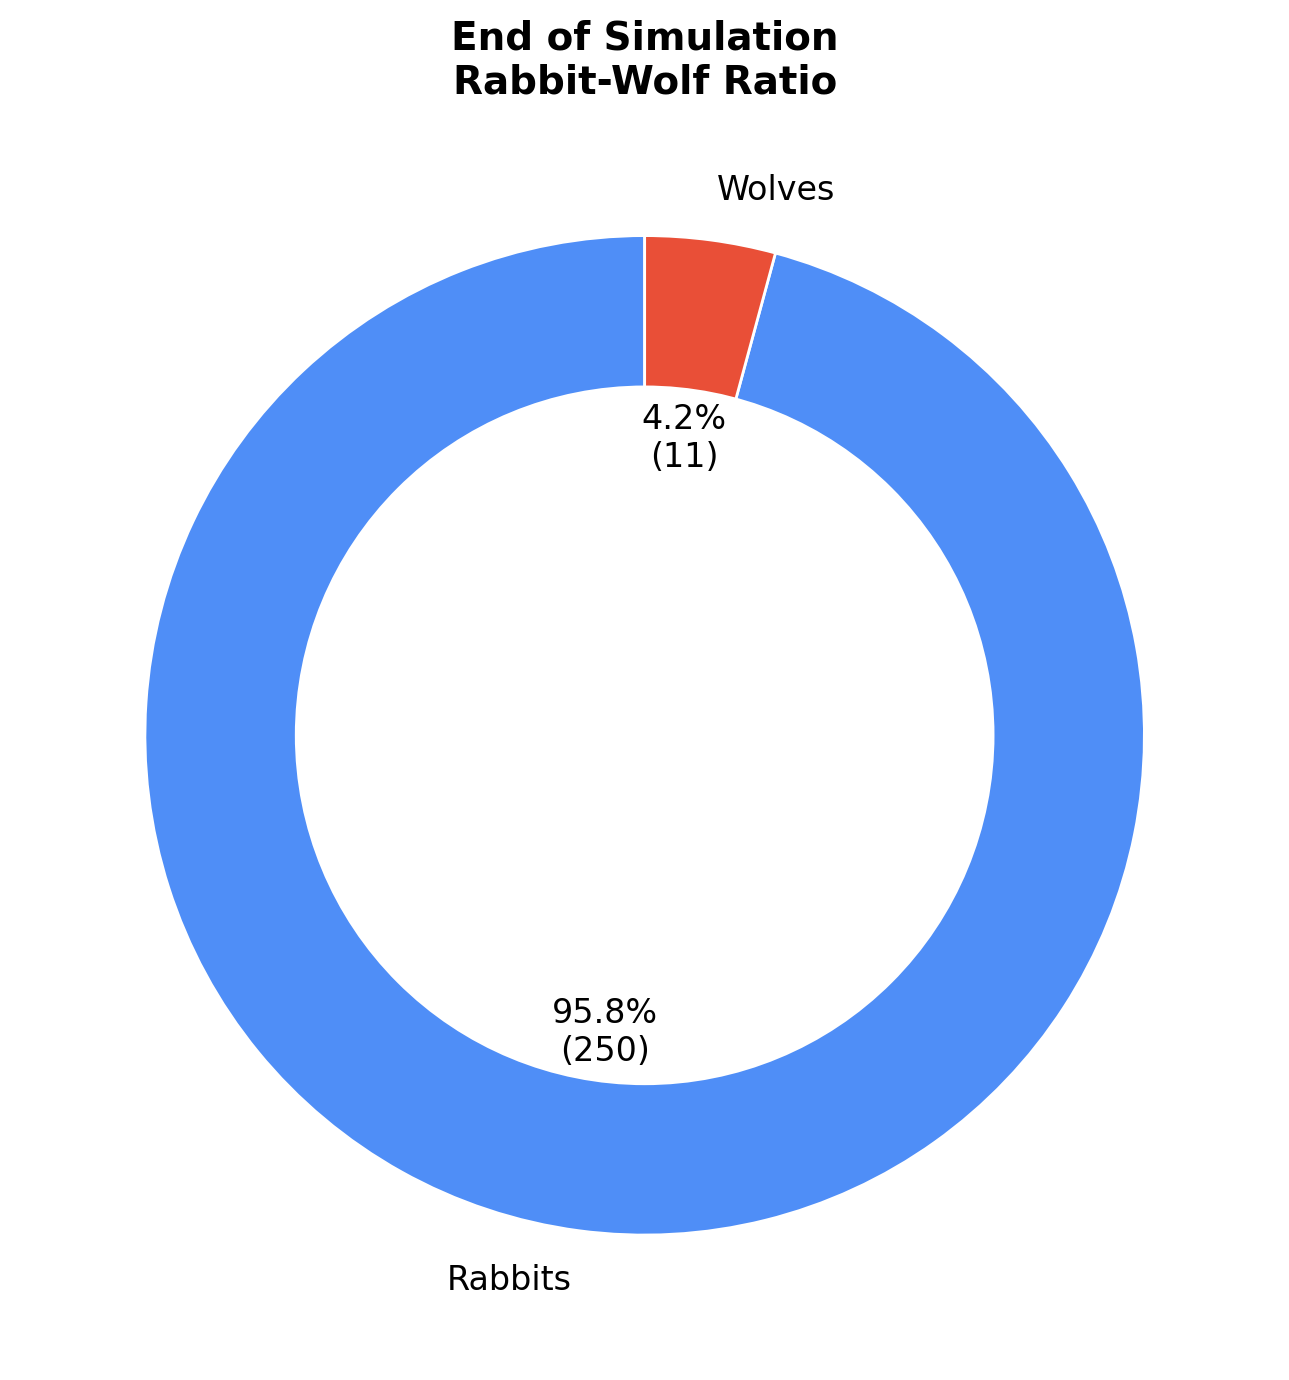 End of Simulation
Rabbit-Wolf Ratio
Wolves
4.2%
(11)
95.8%
(250)
Rabbits